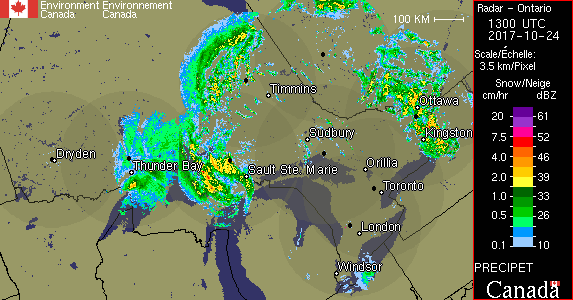 Environment Environnement
Canada Canada
100 KM
Timmins
Ottawa
Kingston
Sudbury
Dryden
Thunder Bay
Sault Ste. Marie
Orillia
Toronto
London
Windsor
Radar - Ontario
1300 UTC
2017-10-24
Scale/Échelle:
3.5 km/Pixel
Snow/Neige
cm/hr dBZ
20 61
7.5 52
4.0 46
2.0 39
1.0 33
0.5 26
0.1 10
PRECIPET
Canada